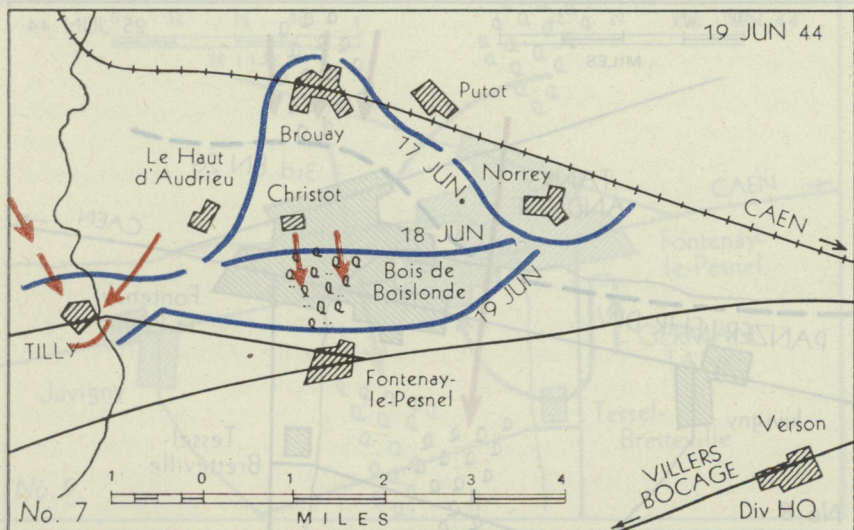 19 JUN 44
Putot
Brouay
17 JUN.
Le Haut
d'Audrieu
Norrey
Christot
CAEN
18 JUN
Bois de
Boislonde
19 JUN
TILLY
Fontenay-
le-Pesnel
Verson
VILLERS
BOCAGE
Div HQ
1 0 1 2 3 4
MILES
No. 7